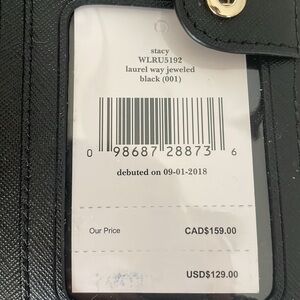 stacy
WLRU5192
laurel way jeweled
black (001)
0 98687 28873 6
debuted on 09-01-2018
Our Price CAD$159.00
USD$129.00